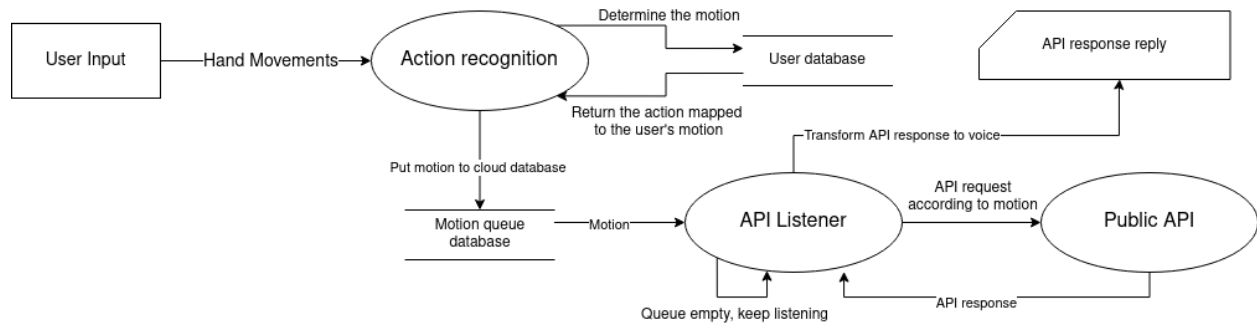 User Input
Hand Movements
Action recognition
Determine the motion
User database
Return the action mapped
to the user's motion
API response reply
Put motion to cloud database
Transform API response to voice
Motion queue
database
Motion
API Listener
API request
according to motion
Public API
Queue empty, keep listening
API response